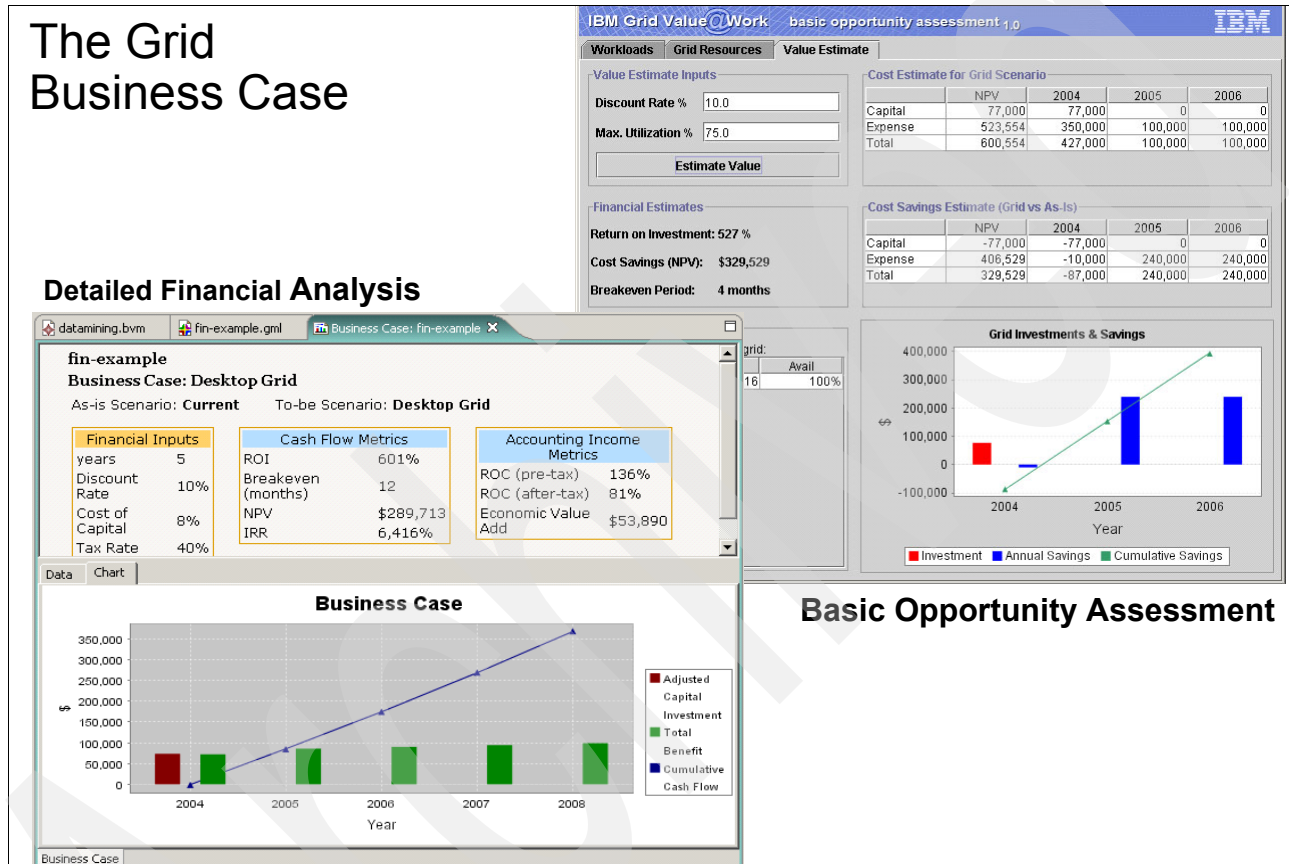 The Grid
Business Case
IBM Grid Value@Work basic opportunity assessment 1.0
IBM
Workloads Grid Resources Value Estimate
Value Estimate Inputs
Discount Rate % 10.0
Max. Utilization % 75.0
Estimate Value
Cost Estimate for Grid Scenario
NPV 2004 2005 2006
Capital 77,000 77,000 0 0
Expense 523,554 350,000 100,000 100,000
Total 600,554 427,000 100,000 100,000
Financial Estimates
Return on Investment: 527 %
Cost Savings (NPV): $329,529
Breakeven Period: 4 months
Cost Savings Estimate (Grid vs As-Is)
NPV 2004 2005 2006
Capital -77,000 -77,000 0 0
Expense 406,529 -10,000 240,000 240,000
Total 329,529 -87,000 240,000 240,000
grid:
Avail
16 100%
Grid Investments & Savings
400,000
300,000
200,000
100,000
0
-100,000
$
2004 2005 2006
Year
Investment Annual Savings Cumulative Savings
Basic Opportunity Assessment
Detailed Financial Analysis
datamining.bvm fin-example.gml Business Case: fin-example
fin-example
Business Case: Desktop Grid
As-is Scenario: Current To-be Scenario: Desktop Grid
Financial Inputs
years 5
Discount
Rate 10%
Cost of
Capital 8%
Tax Rate 40%
Cash Flow Metrics
ROI 601%
Breakeven
(months) 12
NPV $289,713
IRR 6,416%
Accounting Income
Metrics
ROC (pre-tax) 136%
ROC (after-tax) 81%
Economic Value
Add $53,890
Data Chart
Business Case
350,000
300,000
250,000
200,000
150,000
100,000
50,000
0
$
2004 2005 2006 2007 2008
Year
Adjusted
Capital
Investment
Total
Benefit
Cumulative
Cash Flow
Business Case